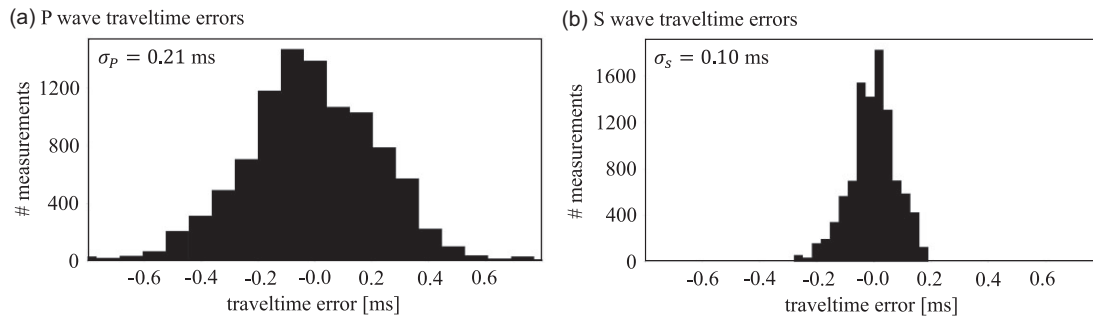 (a) P wave traveltime errors
σP = 0.21 ms
# measurements
1200
800
400
0
-0.6 -0.4 -0.2 -0.0 0.2 0.4 0.6
traveltime error [ms]
(b) S wave traveltime errors
σS = 0.10 ms
# measurements
1600
1200
800
400
0
-0.6 -0.4 -0.2 -0.0 0.2 0.4 0.6
traveltime error [ms]